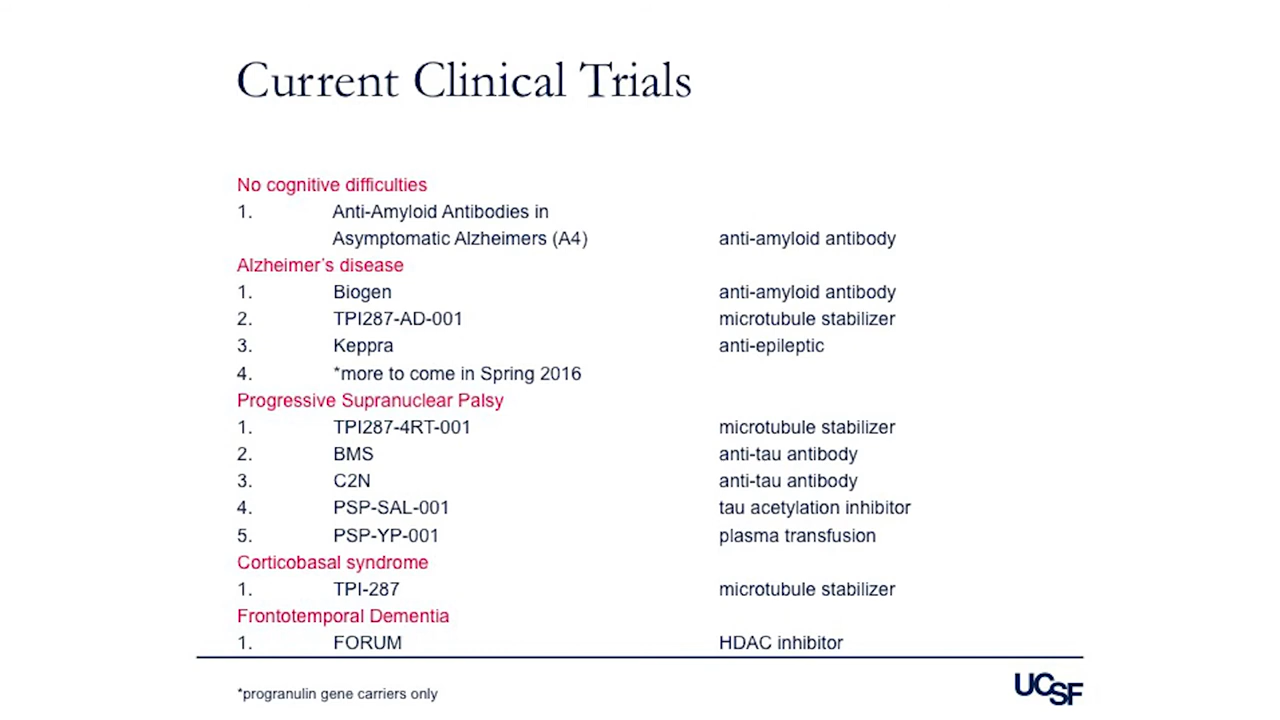 Current Clinical Trials
No cognitive difficulties
1. Anti-Amyloid Antibodies in
Asymptomatic Alzheimers (A4) anti-amyloid antibody
Alzheimer's disease
1. Biogen anti-amyloid antibody
2. TPI287-AD-001 microtubule stabilizer
3. Keppra anti-epileptic
4. *more to come in Spring 2016
Progressive Supranuclear Palsy
1. TPI287-4RT-001 microtubule stabilizer
2. BMS anti-tau antibody
3. C2N anti-tau antibody
4. PSP-SAL-001 tau acetylation inhibitor
5. PSP-YP-001 plasma transfusion
Corticobasal syndrome
1. TPI-287 microtubule stabilizer
Frontotemporal Dementia
1. FORUM HDAC inhibitor
*progranulin gene carriers only
UCSF